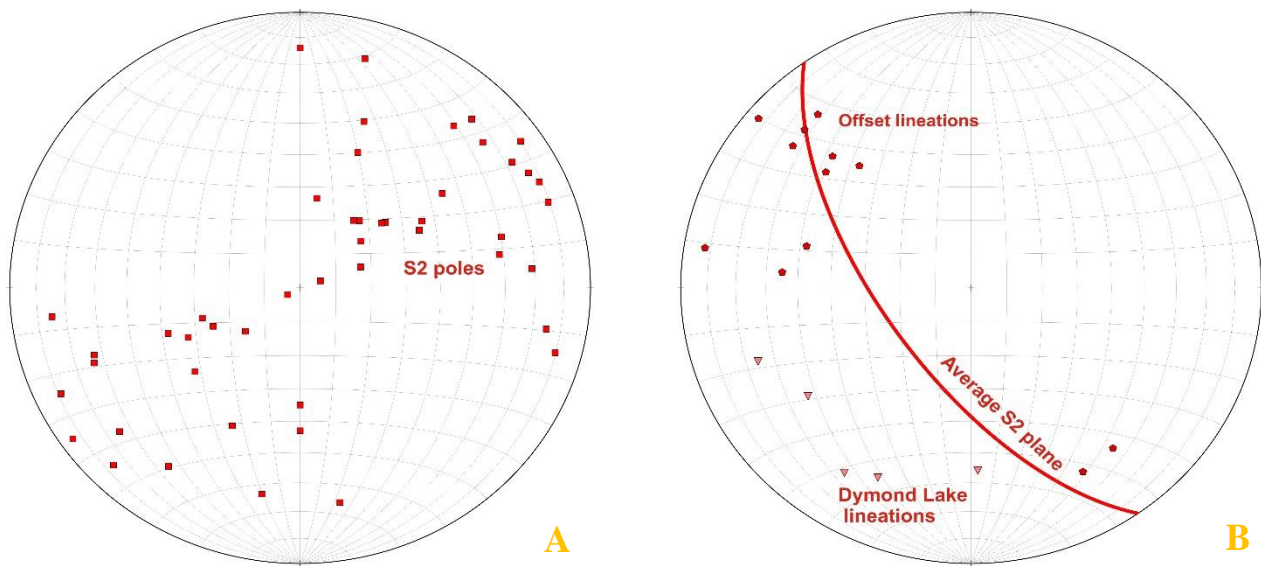 S2 poles
A
Offset lineations
Average S2 plane
Dymond Lake
lineations
B